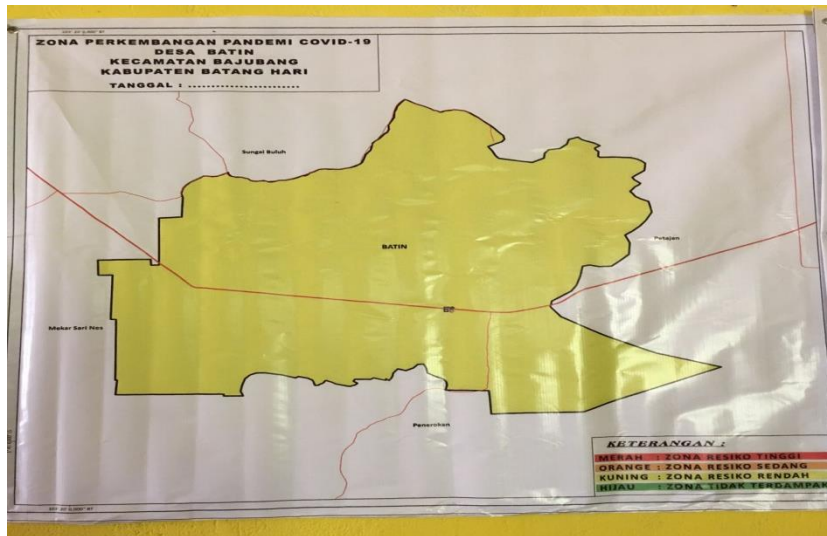 ZONA PERKEMBANGAN PANDEMI COVID-19
DESA BATIN
KECAMATAN BAJUBANG
KABUPATEN BATANG HARI
TANGGAL : ........................
Sungai Buluh
Petajen
BATIN
Mekar Sari Nes
Penerokan
KETERANGAN :
MERAH : ZONA RESIKO TINGGI
ORANGE : ZONA RESIKO SEDANG
KUNING : ZONA RESIKO RENDAH
HIJAU : ZONA TIDAK TERDAMPAK